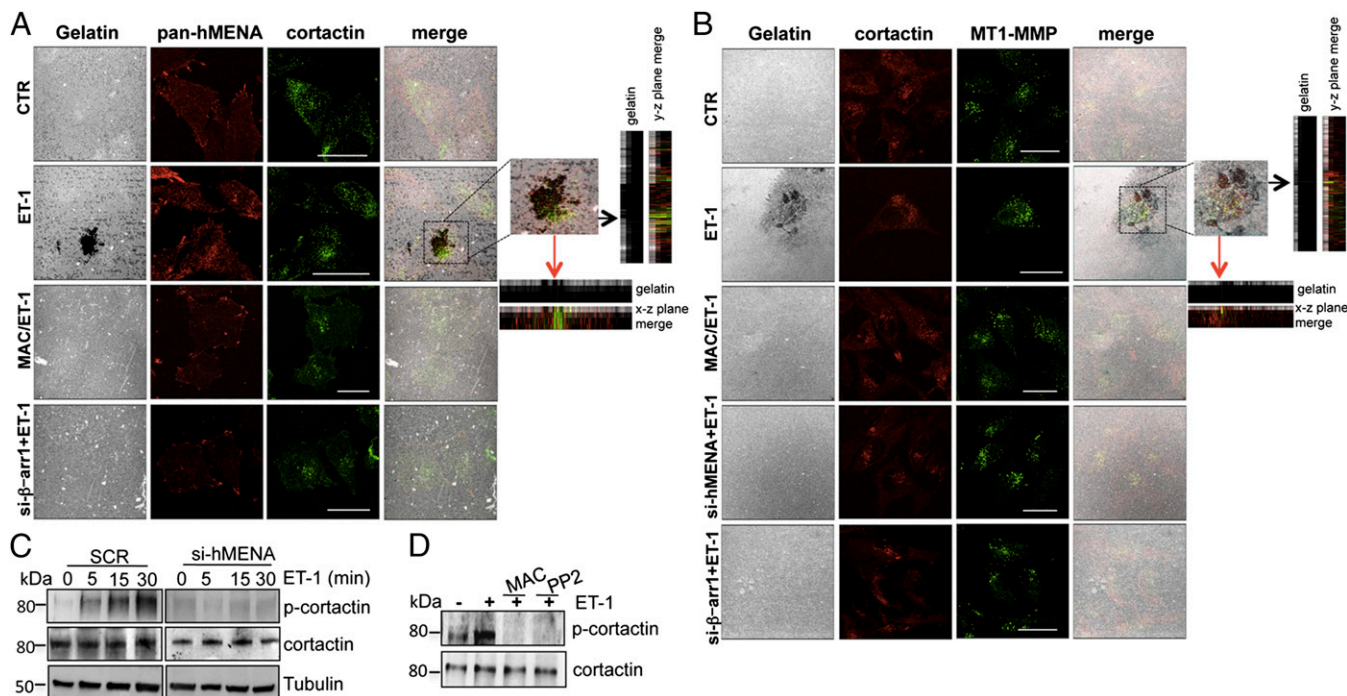 A
Gelatin pan-hMENA cortactin merge
CTR
ET-1
MAC/ET-1
si-β-arr1+ET-1
gelatin
y-z plane merge
gelatin
x-z plane
merge
B
Gelatin cortactin MT1-MMP merge
CTR
ET-1
MAC/ET-1
si-hMENA+ET-1
si-β-arr1+ET-1
gelatin
y-z plane merge
gelatin
x-z plane
merge
C
SCR si-hMENA
kDa 0 5 15 30 0 5 15 30 ET-1 (min)
80 p-cortactin
80 cortactin
50 Tubulin
D
MAC PP2
kDa - + + + ET-1
80 p-cortactin
80 cortactin